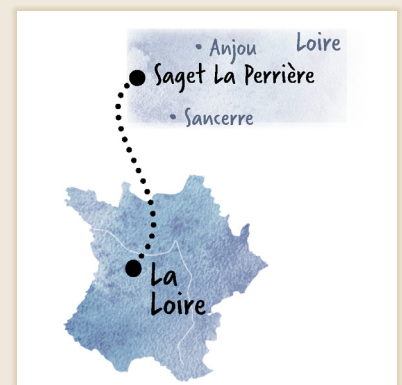 • Anjou
Loire
Saget La Perrière
• Sancerre
La
Loire